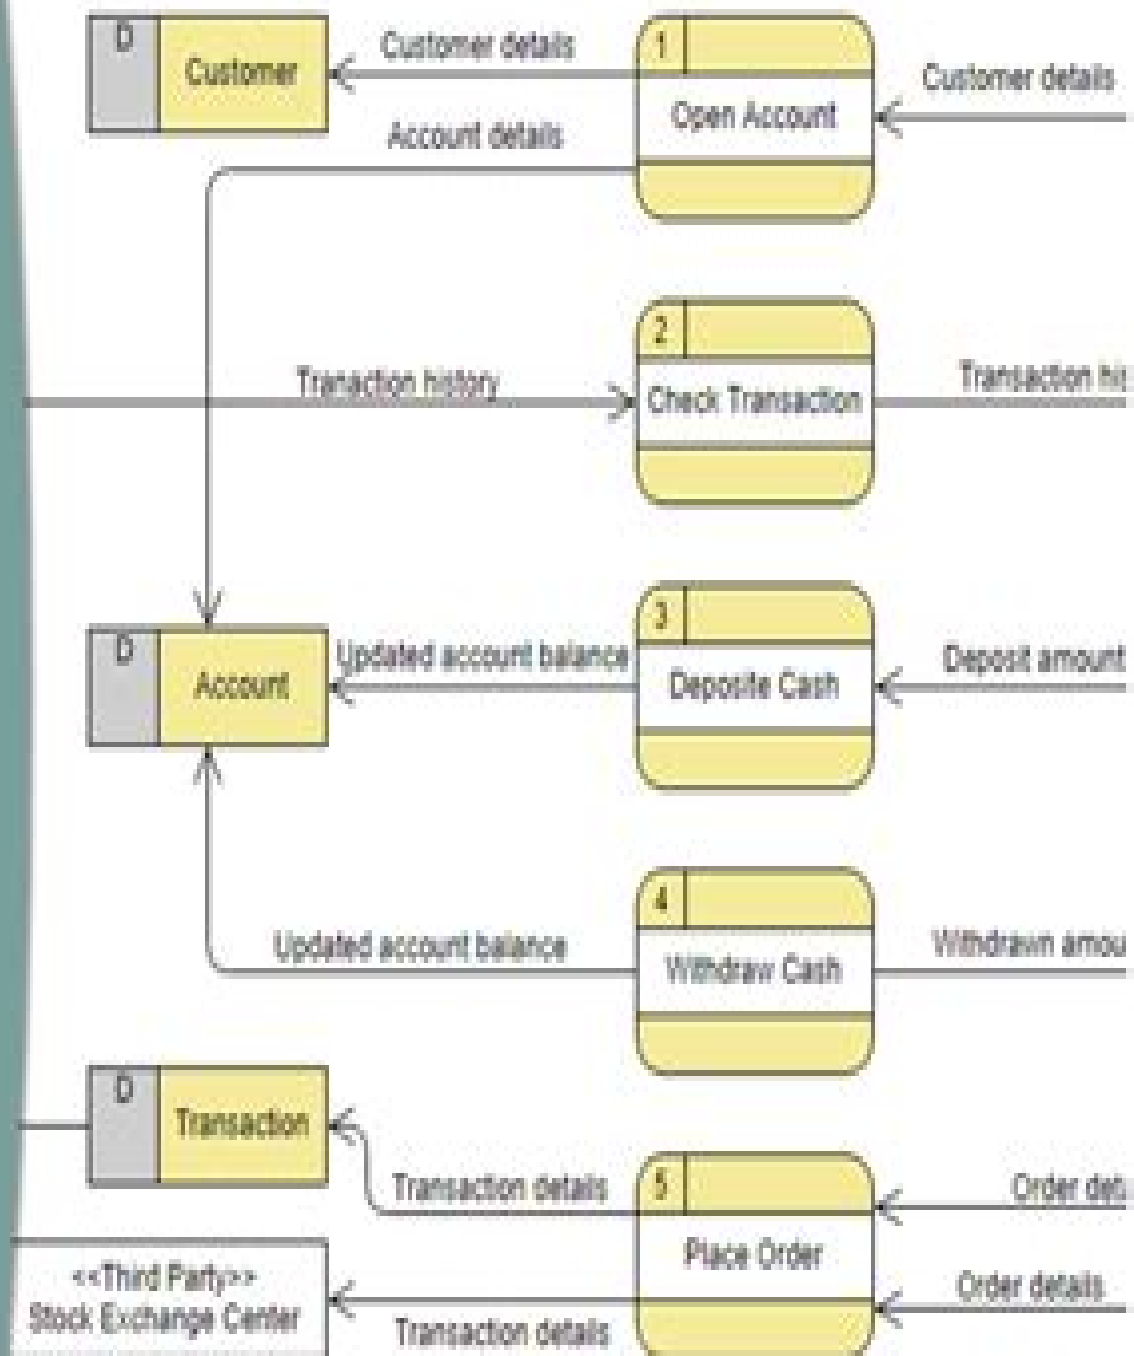 D
Customer
Customer details
1
Open Account
Customer details
Account details
2
Tranaction history
Check Transaction
Transaction his
3
D
Account
Updated account balance
Deposite Cash
Deposit amount
4
Updated account balance
Withdraw Cash
Withdrawn amou
D
Transaction
Transaction details
5
Order deta
Place Order
Order details
<<Third Party>>
Stock Exchange Center
Transaction details